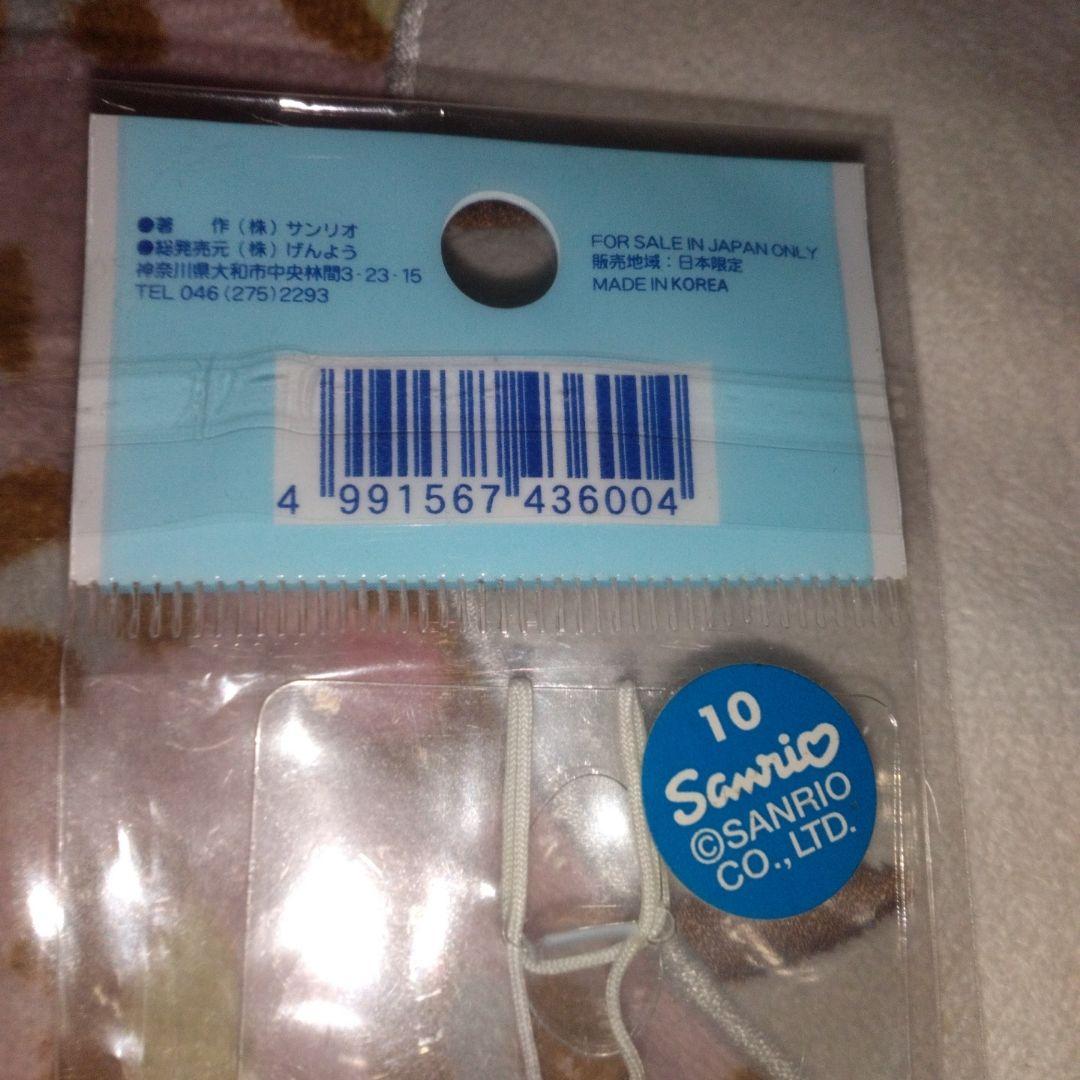 ●著　作(株)サンリオ
●総発売元(株)げんよう
神奈川県大和市中央林間3-23-15
TEL 046(275)2293
FOR SALE IN JAPAN ONLY
販売地域：日本限定
MADE IN KOREA
4 991567 436004
10
Sanrio
©SANRIO
CO., LTD.